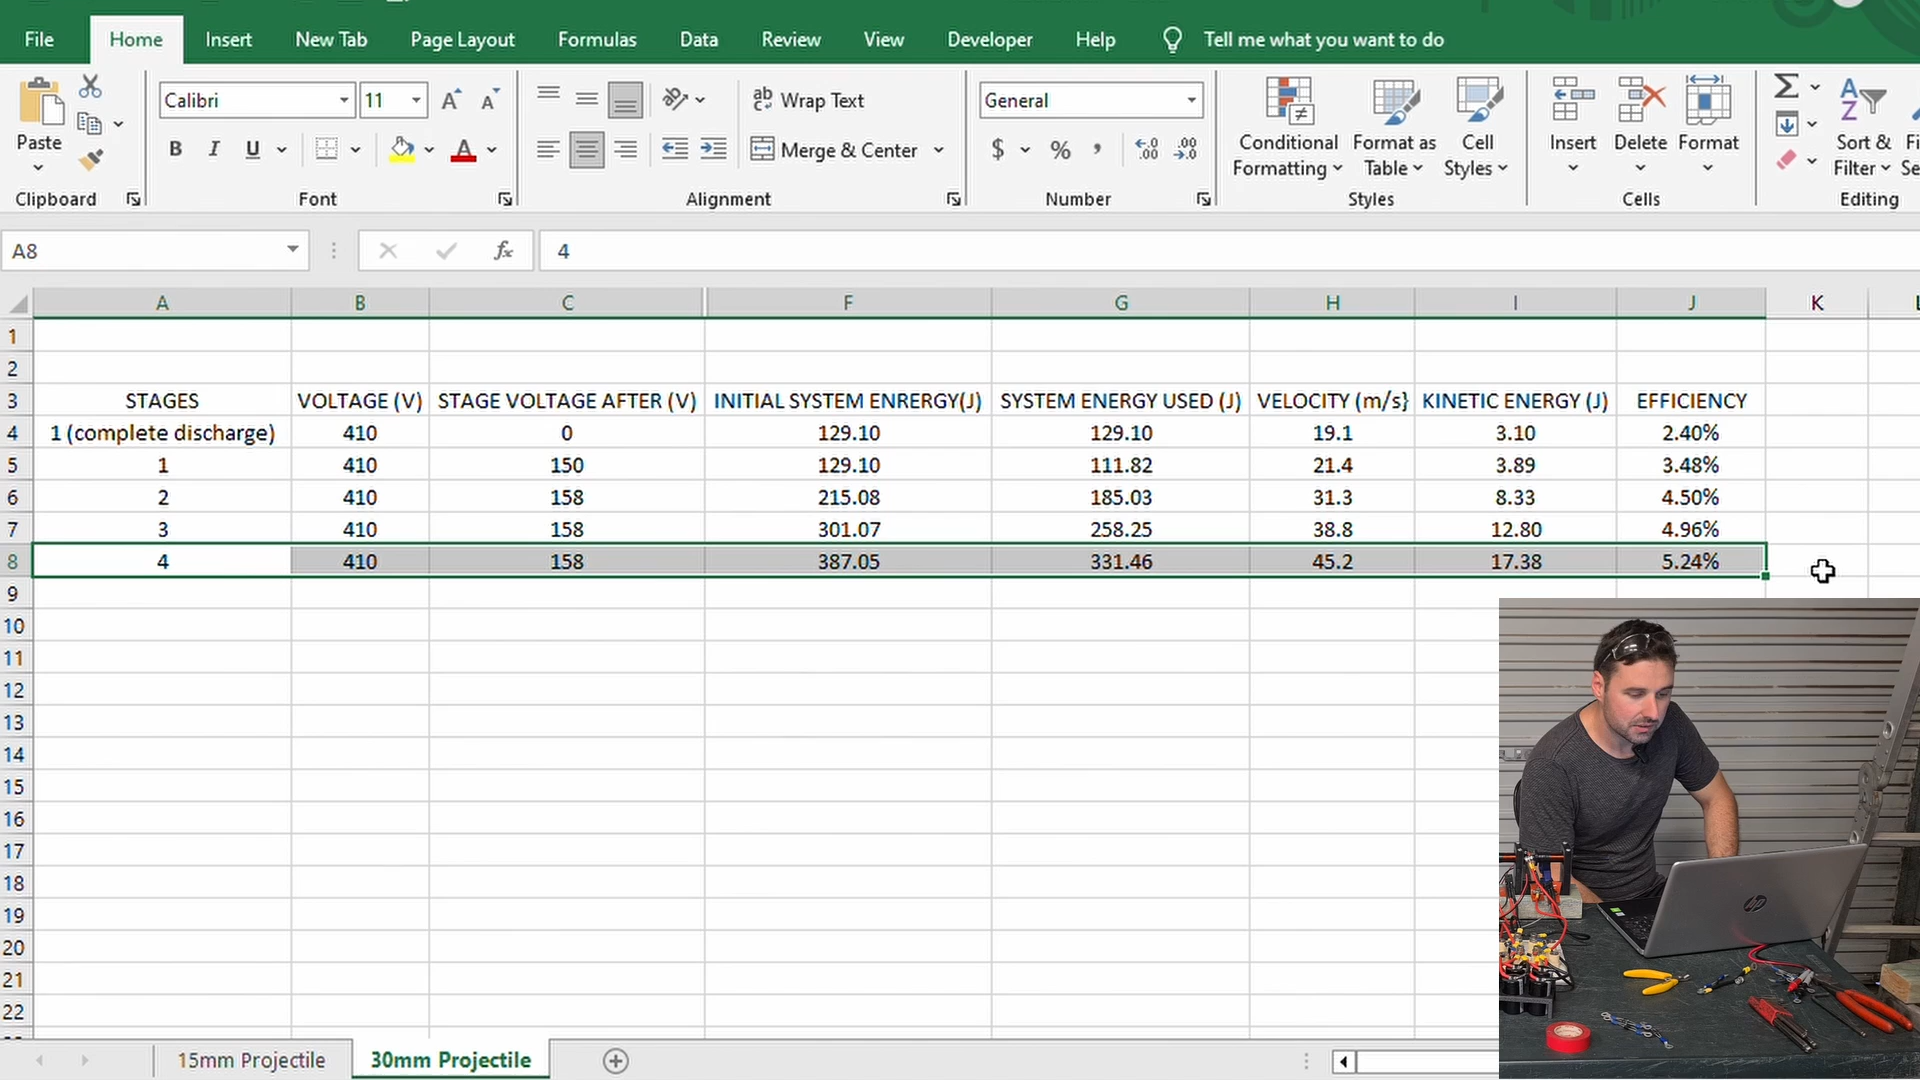 File Home Insert New Tab Page Layout Formulas Data Review View Developer Help Tell me what you want to do
Calibri 11 Wrap Text General
Paste B I U Merge & Center $ % , Conditional Formatting Format as Table Cell Styles Insert Delete Format Sort & Filter
Clipboard Font Alignment Number Styles Cells Editing
A8 fx 4
A B C F G H I J K
1
2
3 STAGES VOLTAGE (V) STAGE VOLTAGE AFTER (V) INITIAL SYSTEM ENRERGY(J) SYSTEM ENERGY USED (J) VELOCITY (m/s} KINETIC ENERGY (J) EFFICIENCY
4 1 (complete discharge) 410 0 129.10 129.10 19.1 3.10 2.40%
5 1 410 150 129.10 111.82 21.4 3.89 3.48%
6 2 410 158 215.08 185.03 31.3 8.33 4.50%
7 3 410 158 301.07 258.25 38.8 12.80 4.96%
8 4 410 158 387.05 331.46 45.2 17.38 5.24%
9
10
11
12
13
14
15
16
17
18
19
20
21
22
15mm Projectile 30mm Projectile
hp